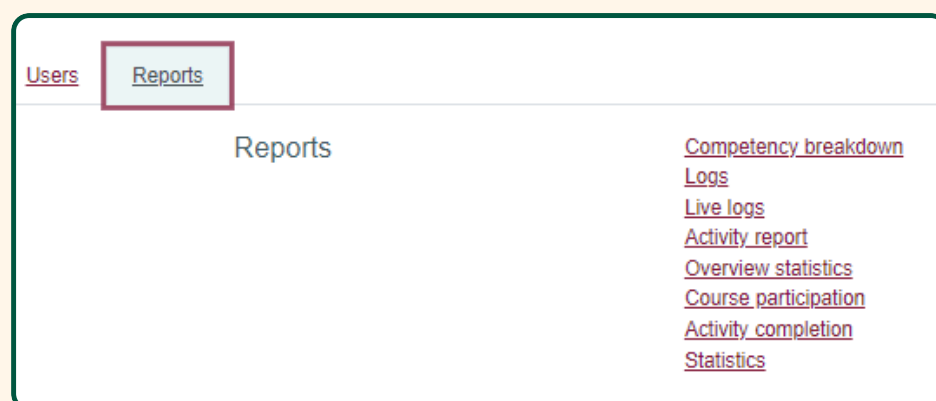 Users Reports
Reports
Competency breakdown
Logs
Live logs
Activity report
Overview statistics
Course participation
Activity completion
Statistics